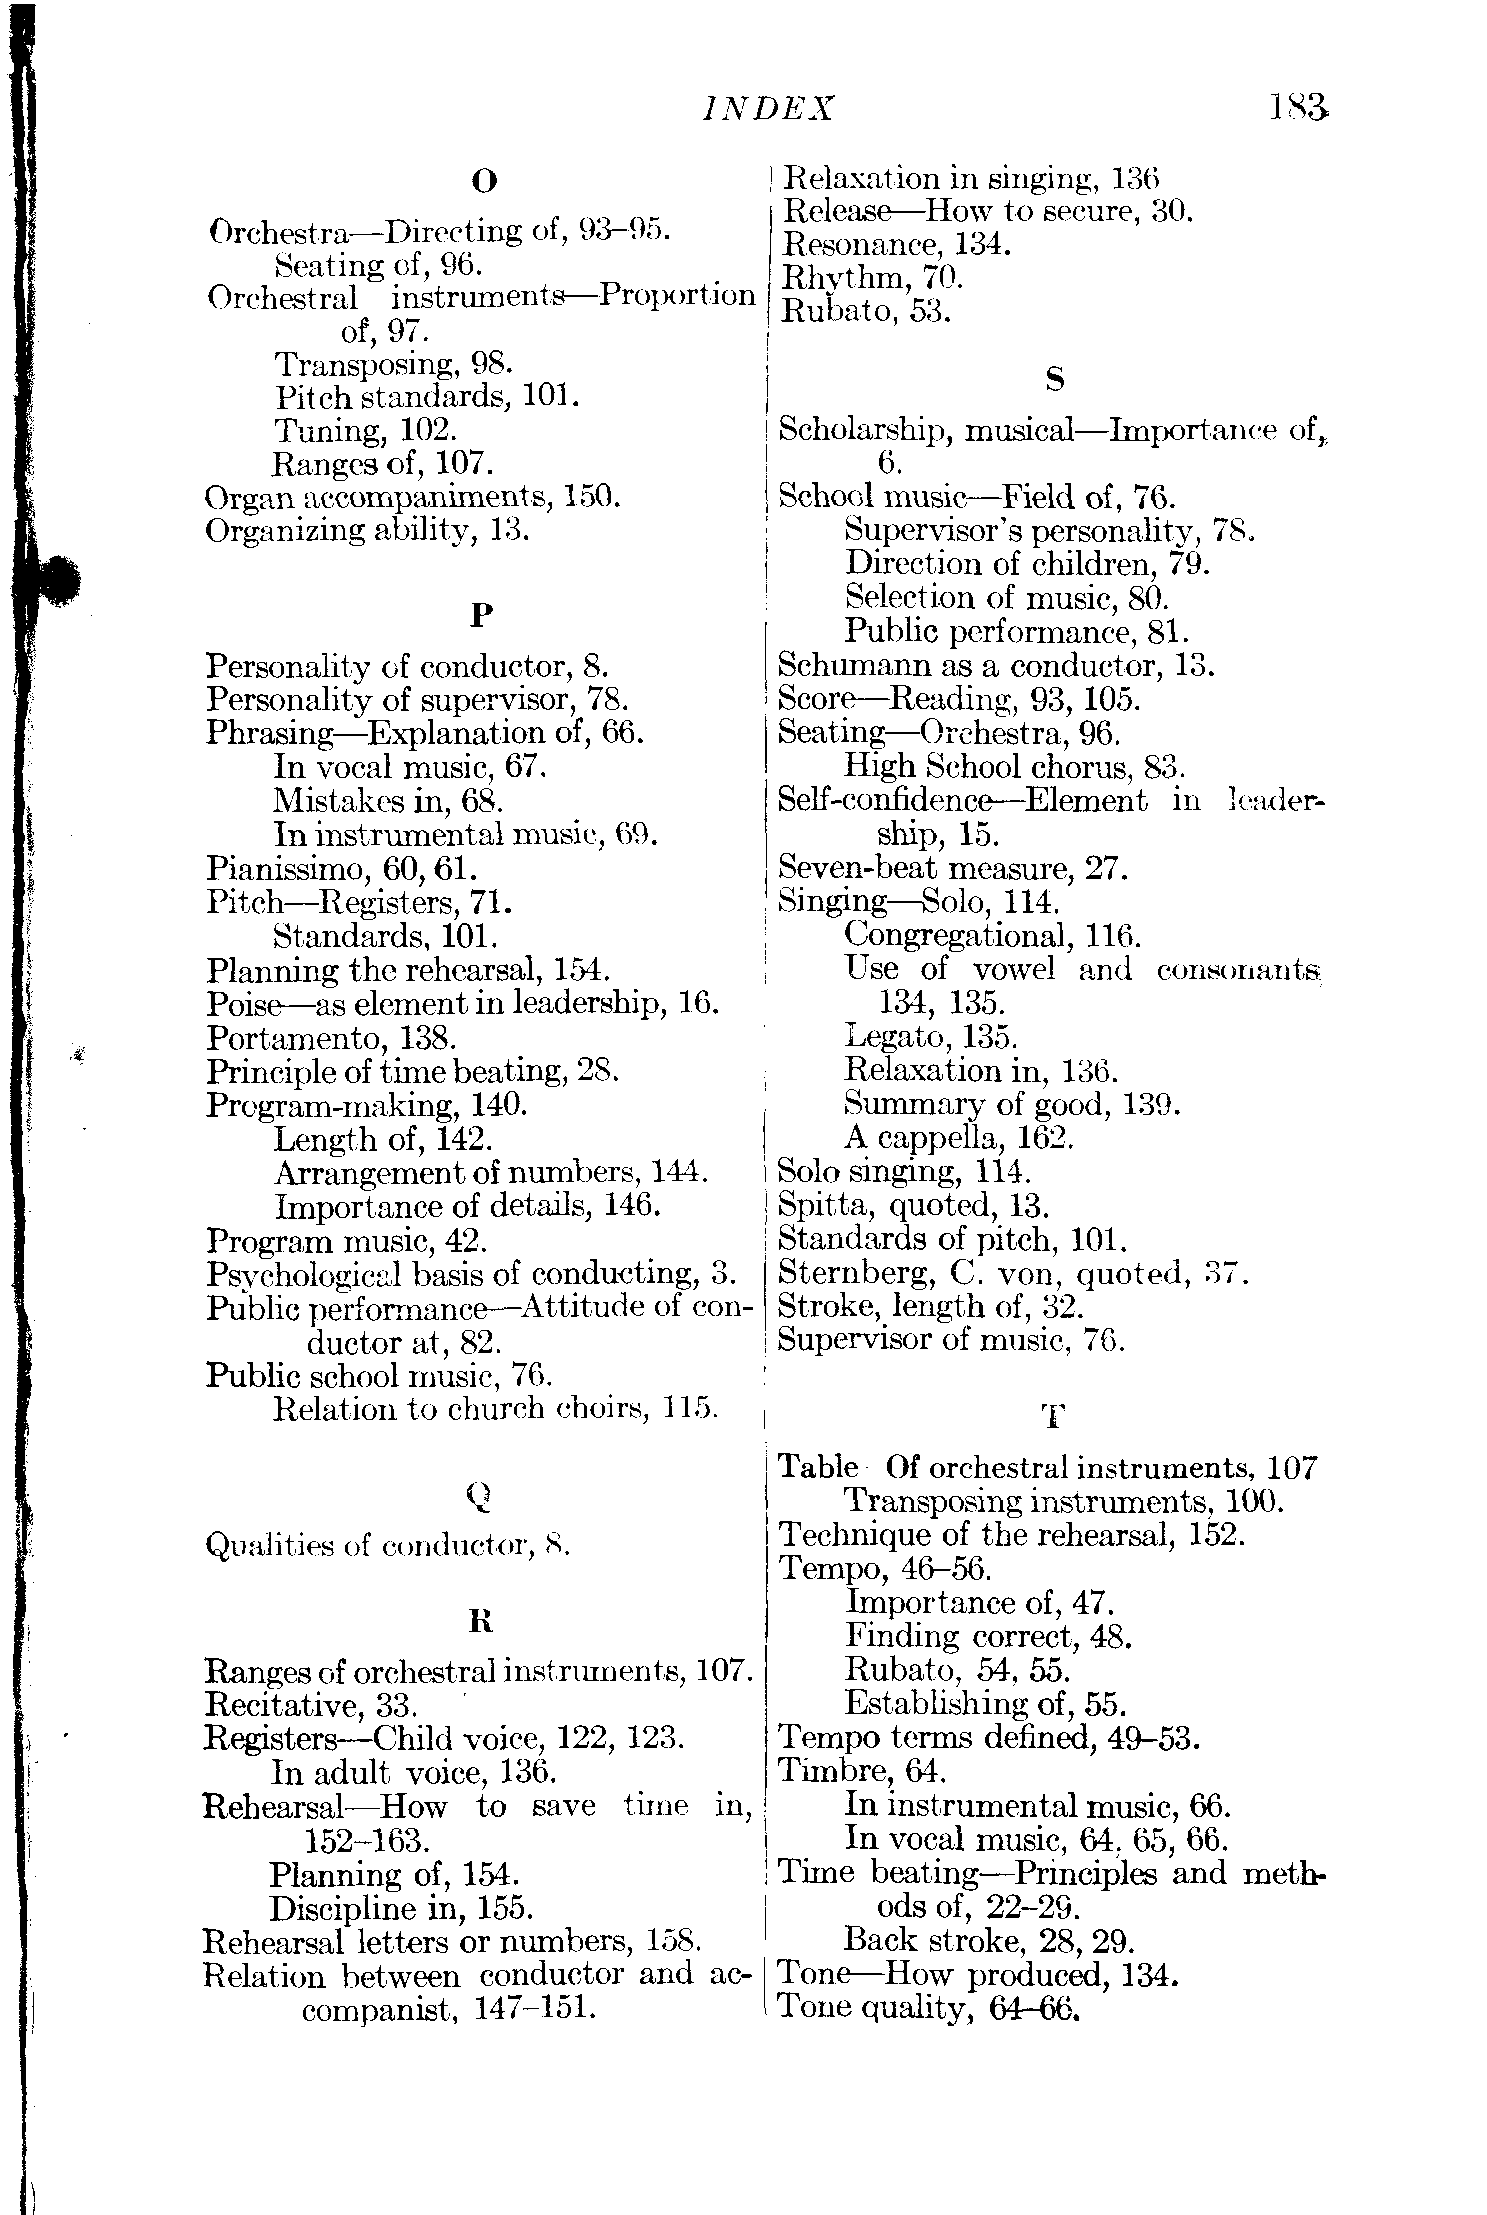 INDEX 183
O
Orchestra—Directing of, 93–95.
Seating of, 96.
Orchestral instruments—Proportion
of, 97.
Transposing, 98.
Pitch standards, 101.
Tuning, 102.
Ranges of, 107.
Organ accompaniments, 150.
Organizing ability, 13.
P
Personality of conductor, 8.
Personality of supervisor, 78.
Phrasing—Explanation of, 66.
In vocal music, 67.
Mistakes in, 68.
In instrumental music, 69.
Pianissimo, 60, 61.
Pitch—Registers, 71.
Standards, 101.
Planning the rehearsal, 154.
Poise—as element in leadership, 16.
Portamento, 138.
Principle of time beating, 28.
Program-making, 140.
Length of, 142.
Arrangement of numbers, 144.
Importance of details, 146.
Program music, 42.
Psychological basis of conducting, 3.
Public performance—Attitude of con-
ductor at, 82.
Public school music, 76.
Relation to church choirs, 115.
Q
Qualities of conductor, 8.
R
Ranges of orchestral instruments, 107.
Recitative, 33.
Registers—Child voice, 122, 123.
In adult voice, 136.
Rehearsal—How to save time in,
152–163.
Planning of, 154.
Discipline in, 155.
Rehearsal letters or numbers, 158.
Relation between conductor and ac-
companist, 147–151.
Relaxation in singing, 136
Release—How to secure, 30.
Resonance, 134.
Rhythm, 70.
Rubato, 53.
S
Scholarship, musical—Importance of,
6.
School music—Field of, 76.
Supervisor's personality, 78.
Direction of children, 79.
Selection of music, 80.
Public performance, 81.
Schumann as a conductor, 13.
Score—Reading, 93, 105.
Seating—Orchestra, 96.
High School chorus, 83.
Self-confidence—Element in leader-
ship, 15.
Seven-beat measure, 27.
Singing—Solo, 114.
Congregational, 116.
Use of vowel and consonants
134, 135.
Legato, 135.
Relaxation in, 136.
Summary of good, 139.
A cappella, 162.
Solo singing, 114.
Spitta, quoted, 13.
Standards of pitch, 101.
Sternberg, C. von, quoted, 37.
Stroke, length of, 32.
Supervisor of music, 76.
T
Table Of orchestral instruments, 107
Transposing instruments, 100.
Technique of the rehearsal, 152.
Tempo, 46–56.
Importance of, 47.
Finding correct, 48.
Rubato, 54, 55.
Establishing of, 55.
Tempo terms defined, 49–53.
Timbre, 64.
In instrumental music, 66.
In vocal music, 64, 65, 66.
Time beating—Principles and meth-
ods of, 22–29.
Back stroke, 28, 29.
Tone—How produced, 134.
Tone quality, 64–66.